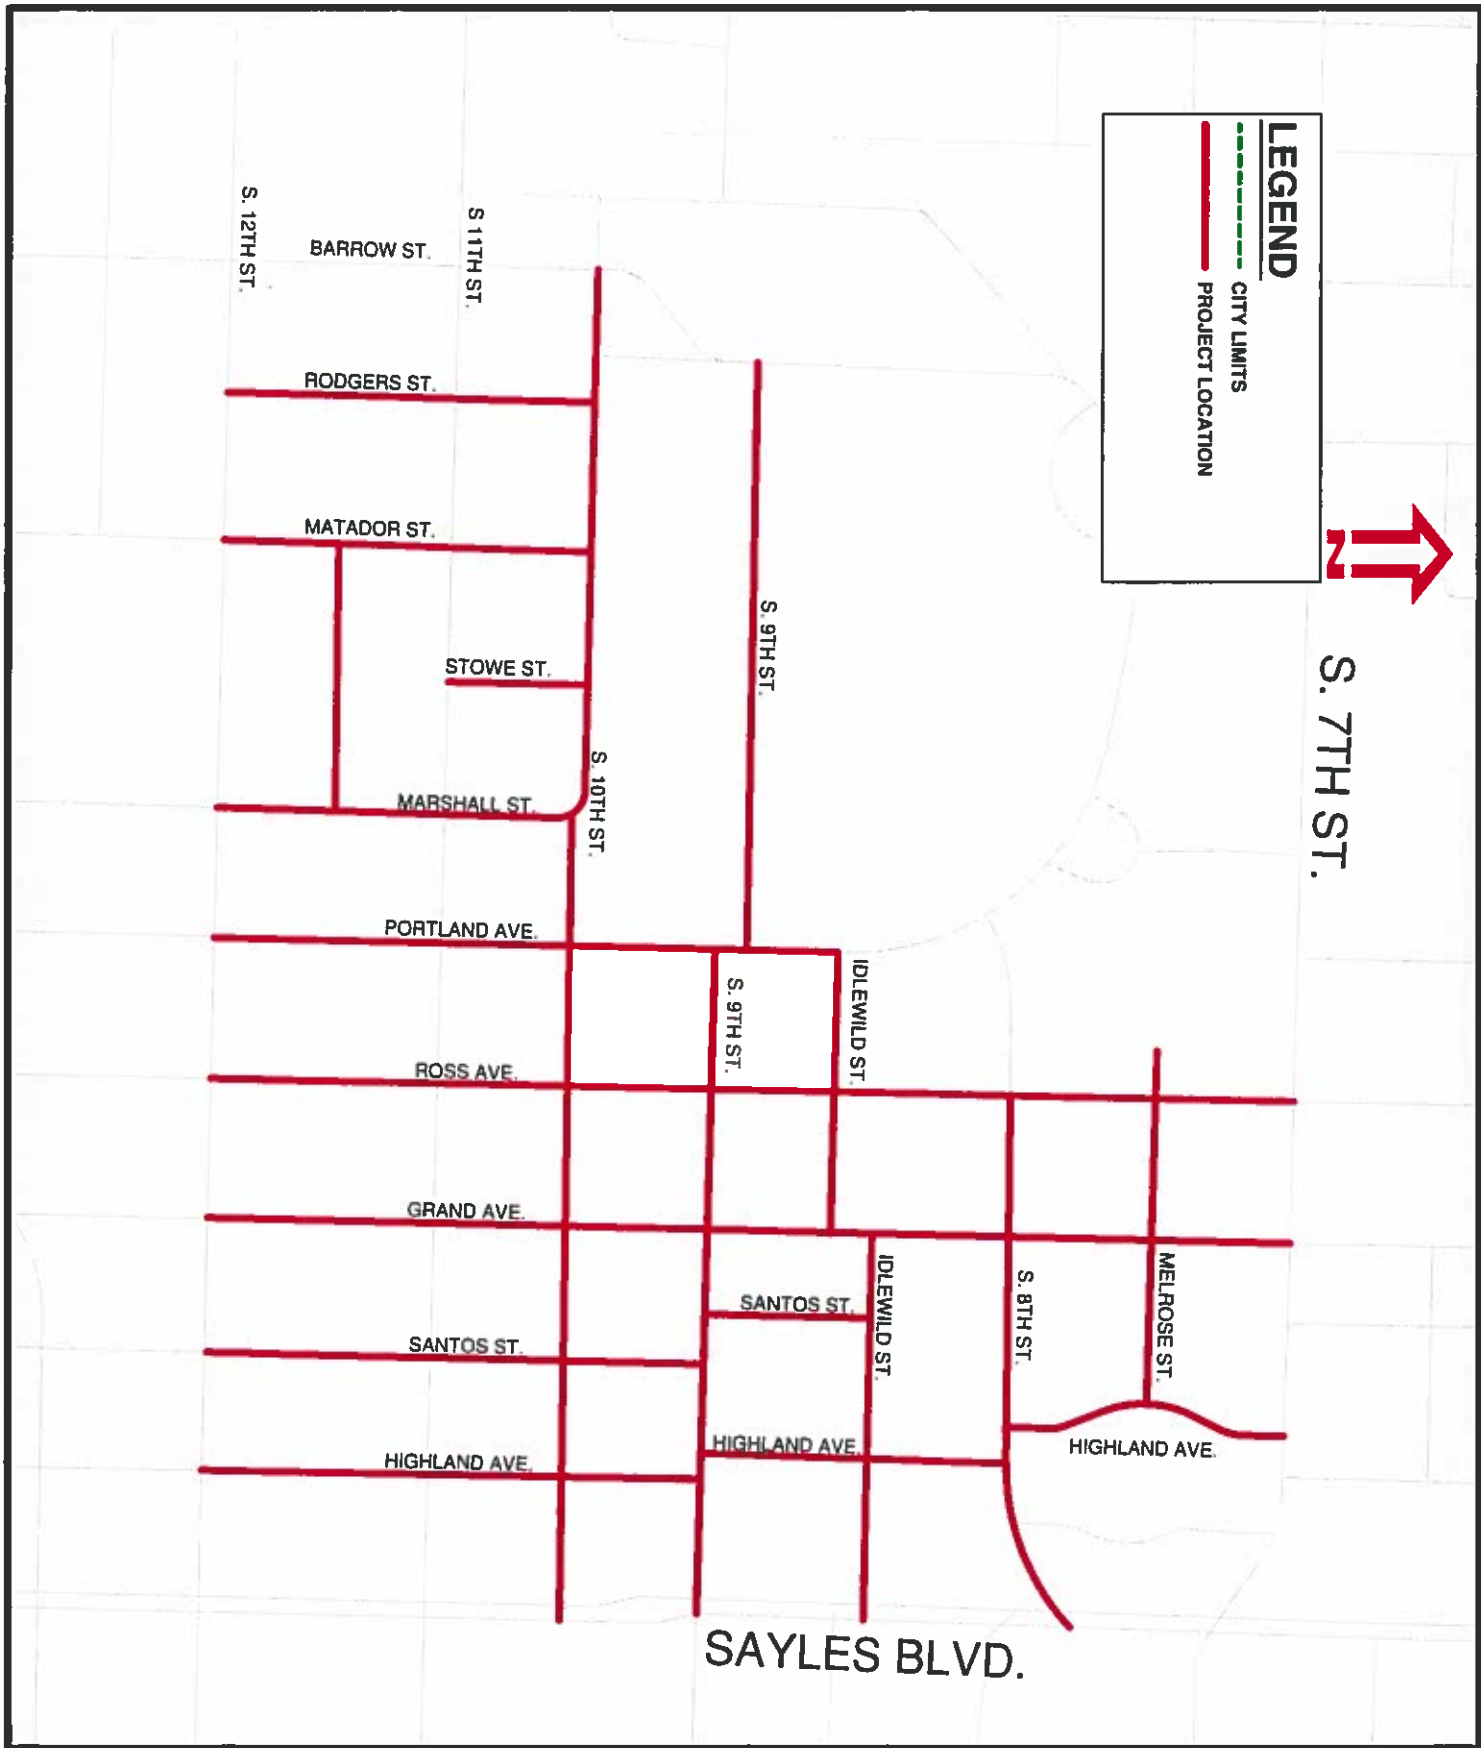 LEGEND
CITY LIMITS
PROJECT LOCATION
N
S. 7TH ST.
S. 12TH ST.
BARROW ST.
S 11TH ST.
RODGERS ST.
MATADOR ST.
S. 9TH ST.
STOWE ST.
S. 10TH ST.
MARSHALL ST.
PORTLAND AVE.
S. 9TH ST.
IDLEWILD ST.
ROSS AVE.
GRAND AVE.
SANTOS ST.
IDLEWILD ST.
S. 8TH ST.
MELROSE ST.
SANTOS ST.
HIGHLAND AVE.
HIGHLAND AVE.
HIGHLAND AVE.
SAYLES BLVD.